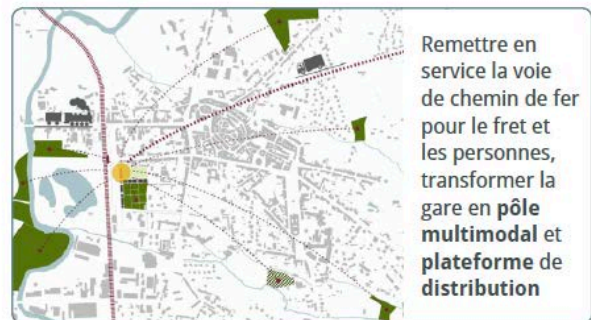 Remettre en
service la voie
de chemin de fer
pour le fret et
les personnes,
transformer la
gare en pôle
multimodal et
plateforme de
distribution